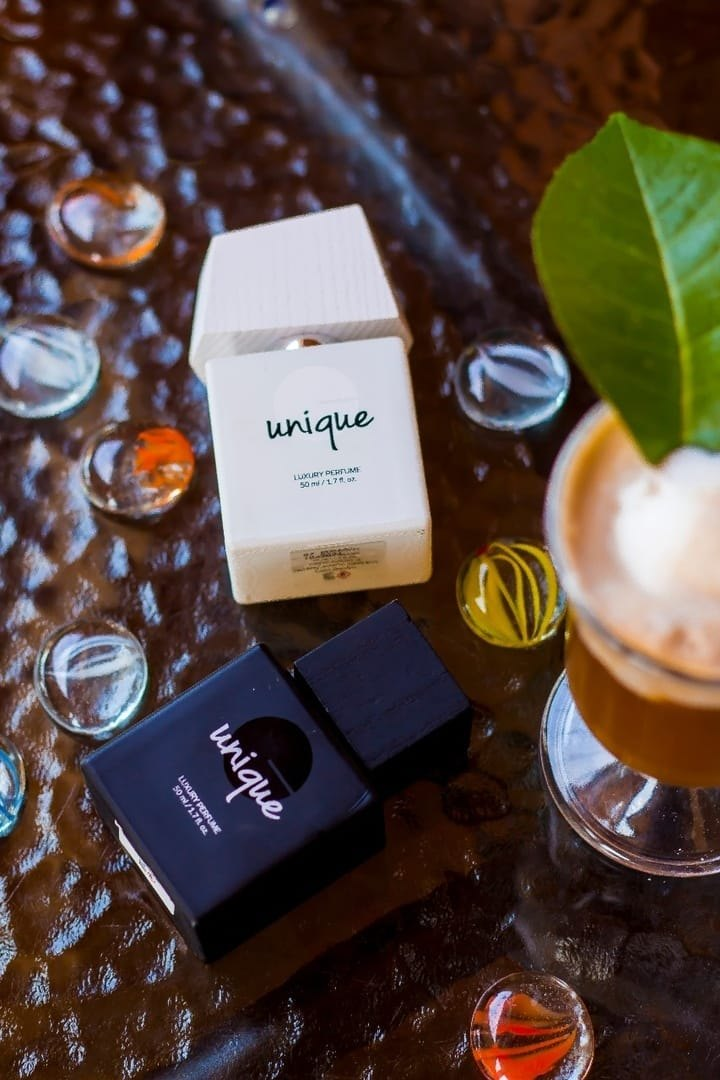 unique
LUXURY PERFUME
50 ml / 1.7 fl. oz.
unique
LUXURY PERFUME
50 ml / 1.7 fl. oz.